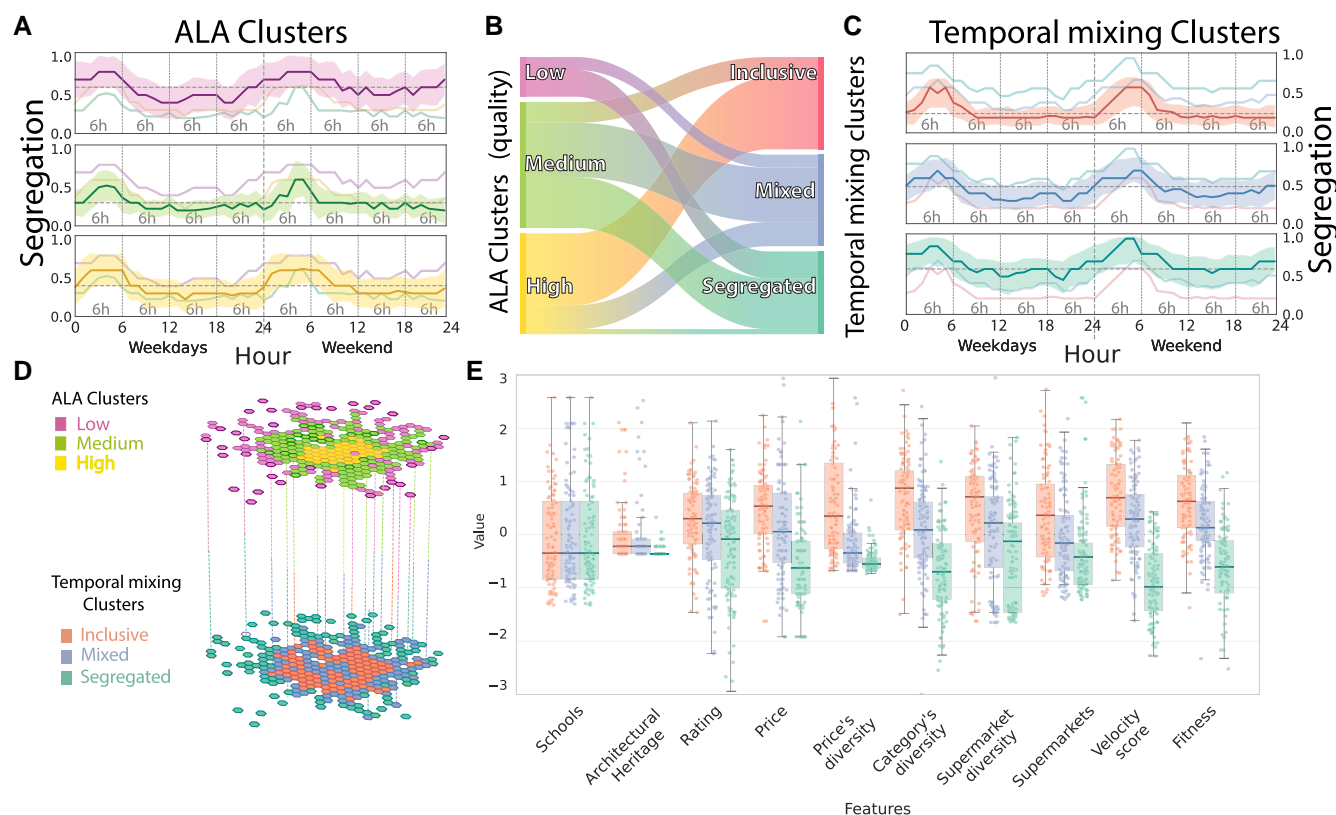 A
ALA Clusters
Segregation
1.0
0.5
0.0
6h 6h 6h 6h 6h 6h 6h 6h
1.0
0.5
0.0
6h 6h 6h 6h 6h 6h 6h 6h
1.0
0.5
0.0
6h 6h 6h 6h 6h 6h 6h 6h
0 6 12 18 24 6 12 18 24
Weekdays
Hour
Weekend
B
ALA Clusters (quality)
Low
Medium
High
Inclusive
Mixed
Segregated
C
Temporal mixing Clusters
Temporal mixing clusters
Segregation
1.0
0.5
0.0
6h 6h 6h 6h 6h 6h 6h 6h
1.0
0.5
0.0
6h 6h 6h 6h 6h 6h 6h 6h
1.0
0.5
0.0
6h 6h 6h 6h 6h 6h 6h 6h
0 6 12 18 24 6 12 18 24
Weekdays
Hour
Weekend
D
ALA Clusters
Low
Medium
High
Temporal mixing
Clusters
Inclusive
Mixed
Segregated
E
Value
3
2
1
0
−1
−2
−3
Schools
Architectural
Heritage
Rating
Price
Price's
diversity
Category's
diversity
Supermarket
diversity
Supermarkets
Velocity
score
Fitness
Features